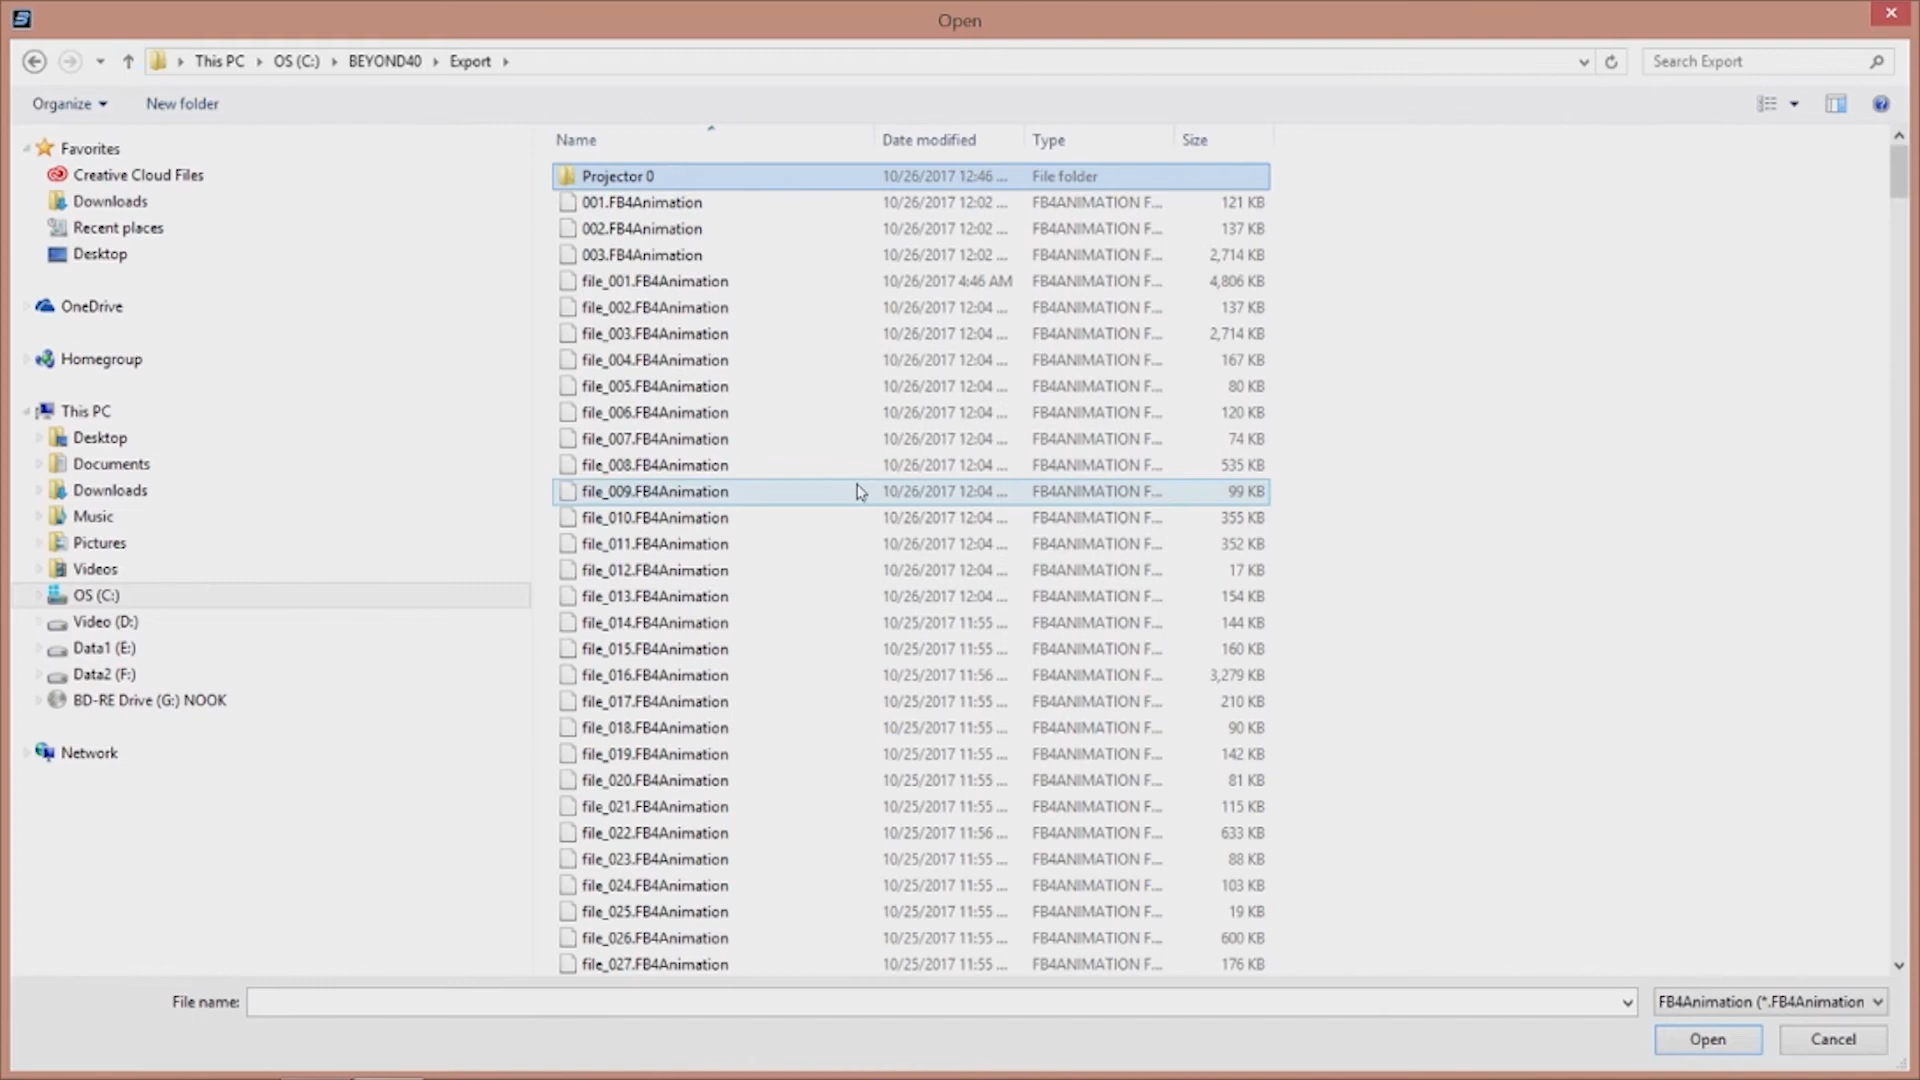 Open
This PC OS (C:) BEYOND40 Export
Search Export
Organize New folder
Name Date modified Type Size
Favorites
Creative Cloud Files
Downloads
Recent places
Desktop
OneDrive
Homegroup
This PC
Desktop
Documents
Downloads
Music
Pictures
Videos
OS (C:)
Video (D:)
Data1 (E:)
Data2 (F:)
BD-RE Drive (G:) NOOK
Network
Projector 0 10/26/2017 12:46 ... File folder
001.FB4Animation 10/26/2017 12:02 ... FB4ANIMATION F... 121 KB
002.FB4Animation 10/26/2017 12:02 ... FB4ANIMATION F... 137 KB
003.FB4Animation 10/26/2017 12:02 ... FB4ANIMATION F... 2,714 KB
file_001.FB4Animation 10/26/2017 4:46 AM FB4ANIMATION F... 4,806 KB
file_002.FB4Animation 10/26/2017 12:04 ... FB4ANIMATION F... 137 KB
file_003.FB4Animation 10/26/2017 12:04 ... FB4ANIMATION F... 2,714 KB
file_004.FB4Animation 10/26/2017 12:04 ... FB4ANIMATION F... 167 KB
file_005.FB4Animation 10/26/2017 12:04 ... FB4ANIMATION F... 80 KB
file_006.FB4Animation 10/26/2017 12:04 ... FB4ANIMATION F... 120 KB
file_007.FB4Animation 10/26/2017 12:04 ... FB4ANIMATION F... 74 KB
file_008.FB4Animation 10/26/2017 12:04 ... FB4ANIMATION F... 535 KB
file_009.FB4Animation 10/26/2017 12:04 ... FB4ANIMATION F... 99 KB
file_010.FB4Animation 10/26/2017 12:04 ... FB4ANIMATION F... 355 KB
file_011.FB4Animation 10/26/2017 12:04 ... FB4ANIMATION F... 352 KB
file_012.FB4Animation 10/26/2017 12:04 ... FB4ANIMATION F... 17 KB
file_013.FB4Animation 10/26/2017 12:04 ... FB4ANIMATION F... 154 KB
file_014.FB4Animation 10/25/2017 11:55 ... FB4ANIMATION F... 144 KB
file_015.FB4Animation 10/25/2017 11:55 ... FB4ANIMATION F... 160 KB
file_016.FB4Animation 10/25/2017 11:56 ... FB4ANIMATION F... 3,279 KB
file_017.FB4Animation 10/25/2017 11:55 ... FB4ANIMATION F... 210 KB
file_018.FB4Animation 10/25/2017 11:55 ... FB4ANIMATION F... 90 KB
file_019.FB4Animation 10/25/2017 11:55 ... FB4ANIMATION F... 142 KB
file_020.FB4Animation 10/25/2017 11:55 ... FB4ANIMATION F... 81 KB
file_021.FB4Animation 10/25/2017 11:55 ... FB4ANIMATION F... 115 KB
file_022.FB4Animation 10/25/2017 11:56 ... FB4ANIMATION F... 633 KB
file_023.FB4Animation 10/25/2017 11:55 ... FB4ANIMATION F... 88 KB
file_024.FB4Animation 10/25/2017 11:55 ... FB4ANIMATION F... 103 KB
file_025.FB4Animation 10/25/2017 11:55 ... FB4ANIMATION F... 19 KB
file_026.FB4Animation 10/25/2017 11:55 ... FB4ANIMATION F... 600 KB
file_027.FB4Animation 10/25/2017 11:55 ... FB4ANIMATION F... 176 KB
File name: FB4Animation (*.FB4Animation
Open Cancel